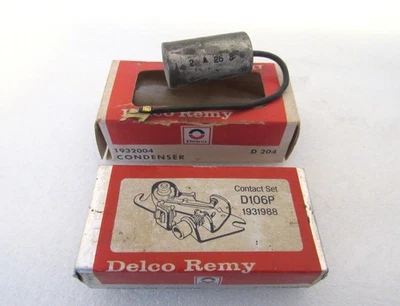 2 A 26
Delco Remy
1932004 D 204
CONDENSER
Contact Set
D106P
1931988
Delco Remy